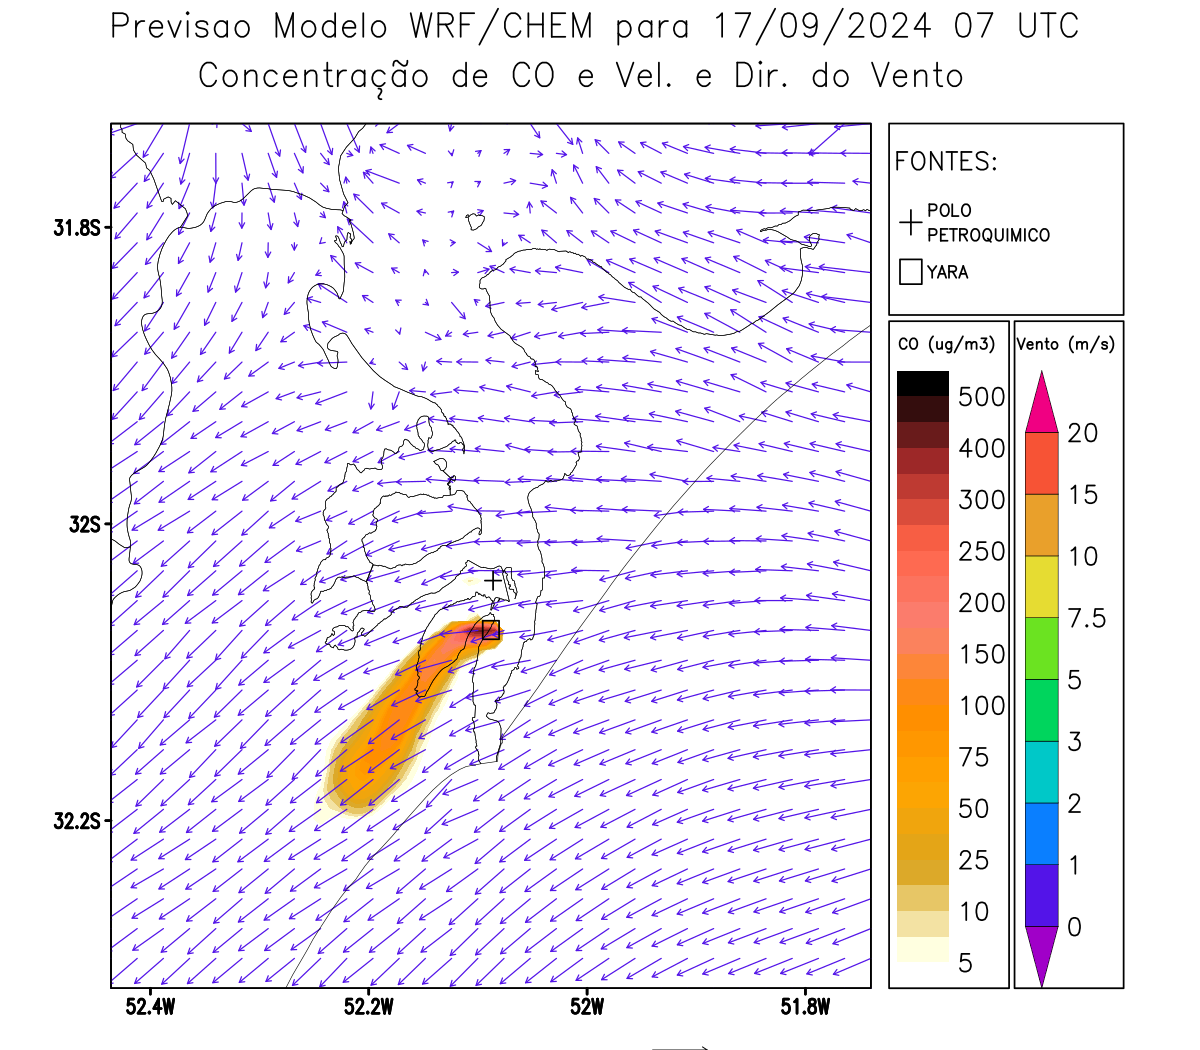 Previsao Modelo WRF/CHEM para 17/09/2024 07 UTC
Concentração de CO e Vel. e Dir. do Vento
FONTES:
POLO
PETROQUIMICO
YARA
31.8S
32S
32.2S
52.4W
52.2W
52W
51.8W
CO (ug/m3)
500
400
300
250
200
150
100
75
50
25
10
5
Vento (m/s)
20
15
10
7.5
5
3
2
1
0